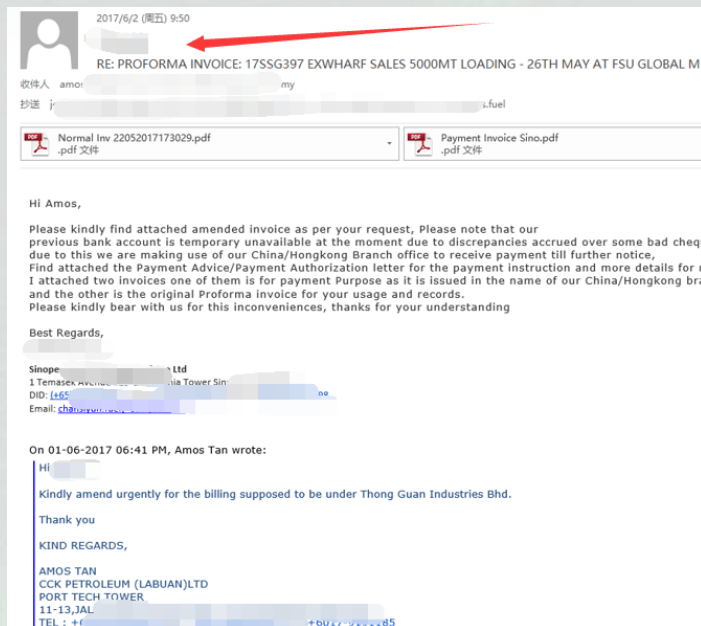 2017/6/2 (周五) 9:50
RE: PROFORMA INVOICE: 17SSG397 EXWHARF SALES 5000MT LOADING - 26TH MAY AT FSU GLOBAL M
收件人 amos my
抄送 j s.fuel
Normal Inv 22052017173029.pdf
.pdf 文件
Payment Invoice Sino.pdf
.pdf 文件
Hi Amos,
Please kindly find attached amended invoice as per your request, Please note that our
previous bank account is temporary unavailable at the moment due to discrepancies accrued over some bad cheq
due to this we are making use of our China/Hongkong Branch office to receive payment till further notice,
Find attached the Payment Advice/Payment Authorization letter for the payment instruction and more details for
I attached two invoices one of them is for payment Purpose as it is issued in the name of our China/Hongkong bra
and the other is the original Proforma invoice for your usage and records.
Please kindly bear with us for this inconveniences, thanks for your understanding
Best Regards,
Sinope Ltd
1 Temasek Tower Sin
DID: (+65
Email:
On 01-06-2017 06:41 PM, Amos Tan wrote:
Hi
Kindly amend urgently for the billing supposed to be under Thong Guan Industries Bhd.
Thank you
KIND REGARDS,
AMOS TAN
CCK PETROLEUM (LABUAN)LTD
PORT TECH TOWER
11-13,JAL
TEL :